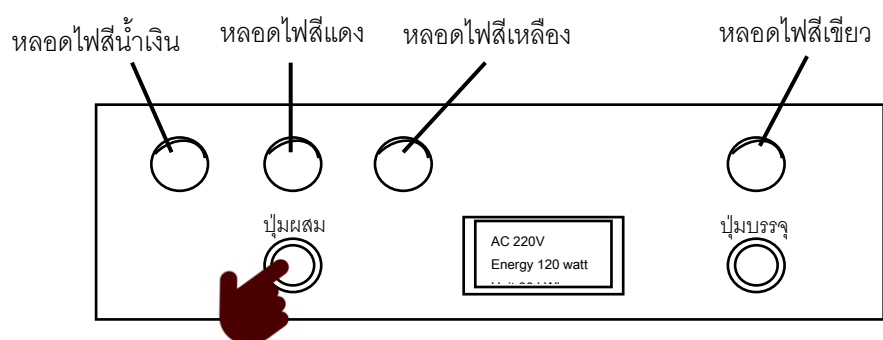 หลอดไฟสีน้ำเงิน
หลอดไฟสีแดง
หลอดไฟสีเหลือง
หลอดไฟสีเขียว
ปุ่มผสม
ปุ่มบรรจุ
AC 220V
Energy 120 watt